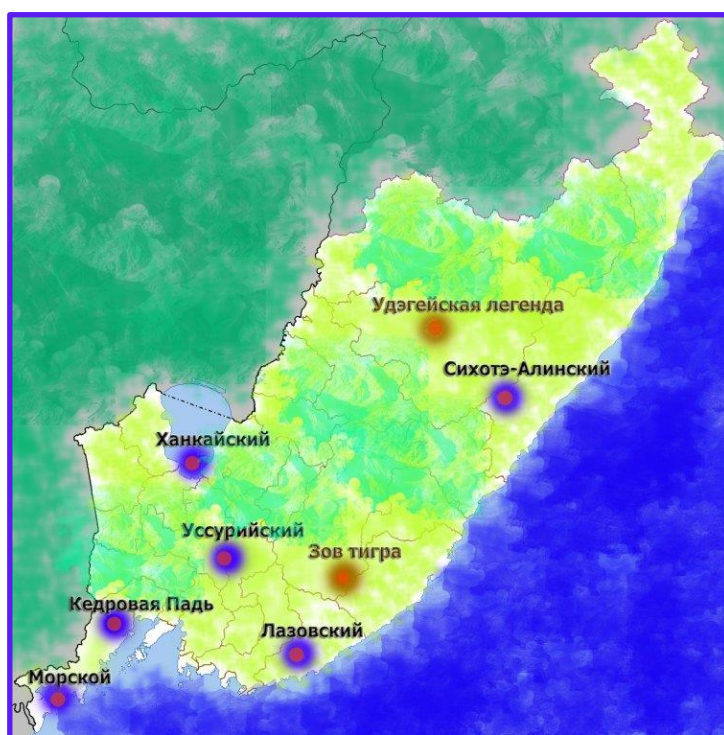 Удэгейская легенда
Сихотэ-Алинский
Ханкайский
Уссурийский
Зов тигра
Кедровая Падь
Лазовский
Морской